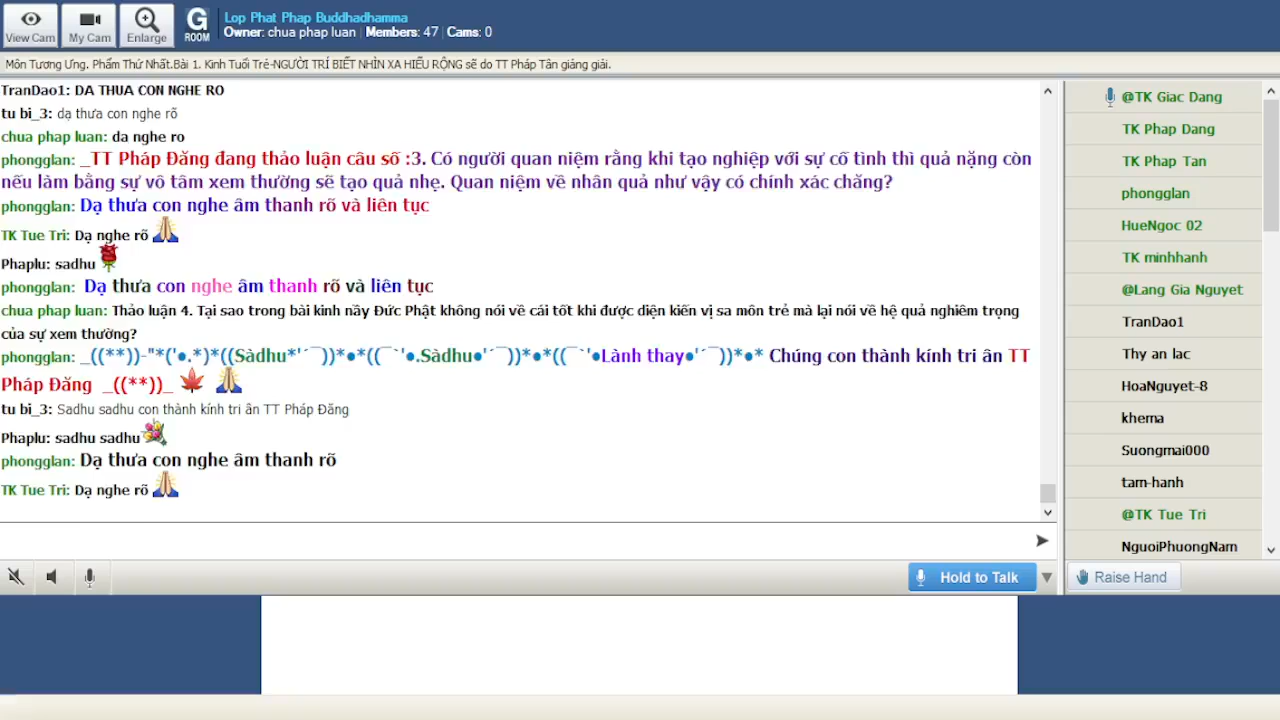 View Cam
My Cam
Enlarge
G
ROOM
Lop Phat Phap Buddhadhamma
Owner: chua phap luan | Members: 47 | Cams: 0
Môn Tương Ưng. Phẩm Thứ Nhất.Bài 1. Kinh Tuổi Trẻ-NGƯỜI TRÍ BIẾT NHÌN XA HIỂU RỘNG sẽ do TT Pháp Tân giảng giải.
TranDao1: DA THUA CON NGHE RO
tu bi_3: dạ thưa con nghe rõ
chua phap luan: da nghe ro
phongglan: _TT Pháp Đăng đang thảo luận câu số :3. Có người quan niệm rằng khi tạo nghiệp với sự cố tình thì quả nặng còn
nếu làm bằng sự vô tâm xem thường sẽ tạo quả nhẹ. Quan niệm về nhân quả như vậy có chính xác chăng?
phongglan: Dạ thưa con nghe âm thanh rõ và liên tục
TK Tue Tri: Dạ nghe rõ
Phaplu: sadhu
phongglan: Dạ thưa con nghe âm thanh rõ và liên tục
chua phap luan: Thảo luận 4. Tại sao trong bài kinh nầy Đức Phật không nói về cái tốt khi được diện kiến vị sa môn trẻ mà lại nói về hệ quả nghiêm trọng
của sự xem thường?
phongglan: _((**))-"*('●.*)*((Sàdhu*'´¯))*●*((¯`'●.Sàdhu●'´¯))*●*((¯`'●Lành thay●'´¯))*●* Chúng con thành kính tri ân TT
Pháp Đăng _((**))_
tu bi_3: Sadhu sadhu con thành kính tri ân TT Pháp Đăng
Phaplu: sadhu sadhu
phongglan: Dạ thưa con nghe âm thanh rõ
TK Tue Tri: Dạ nghe rõ
Hold to Talk
@TK Giac Dang
TK Phap Dang
TK Phap Tan
phongglan
HueNgoc 02
TK minhhanh
@Lang Gia Nguyet
TranDao1
Thy an lac
HoaNguyet-8
khema
Suongmai000
tam-hanh
@TK Tue Tri
NguoiPhuongNam
Raise Hand